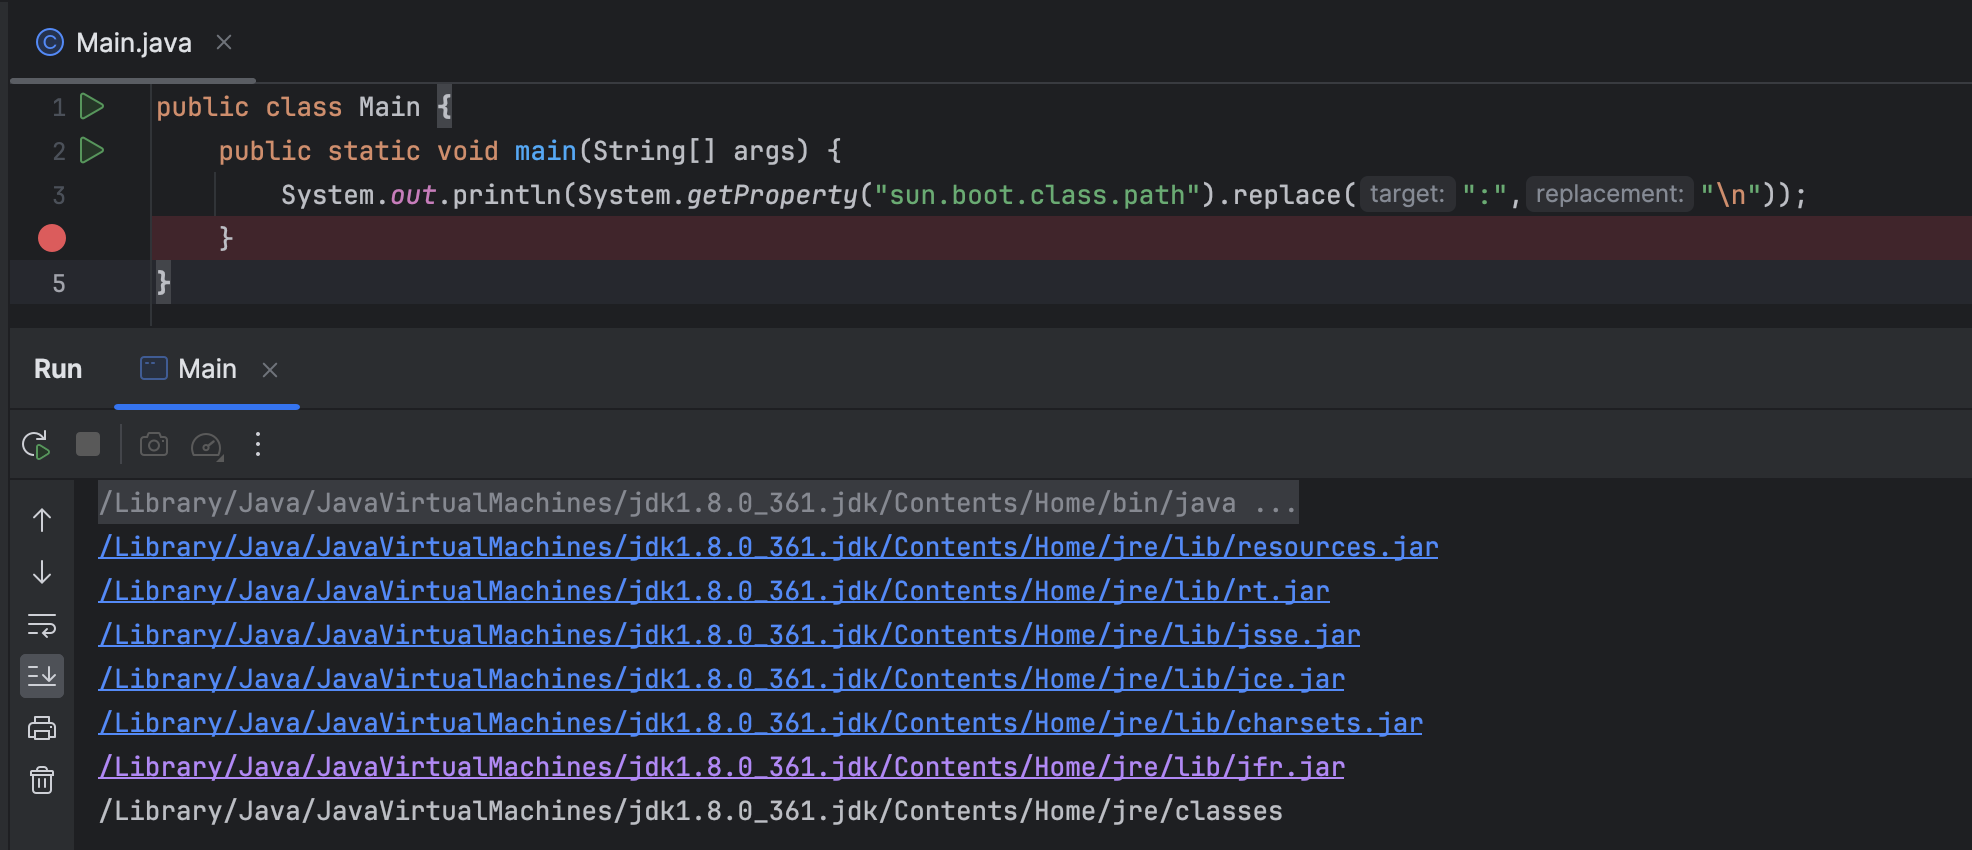 Main.java
1 public class Main {
2 public static void main(String[] args) {
3 System.out.println(System.getProperty("sun.boot.class.path").replace( target: ":", replacement: "\n"));
}
5 }
Run Main
/Library/Java/JavaVirtualMachines/jdk1.8.0_361.jdk/Contents/Home/bin/java ...
/Library/Java/JavaVirtualMachines/jdk1.8.0_361.jdk/Contents/Home/jre/lib/resources.jar
/Library/Java/JavaVirtualMachines/jdk1.8.0_361.jdk/Contents/Home/jre/lib/rt.jar
/Library/Java/JavaVirtualMachines/jdk1.8.0_361.jdk/Contents/Home/jre/lib/jsse.jar
/Library/Java/JavaVirtualMachines/jdk1.8.0_361.jdk/Contents/Home/jre/lib/jce.jar
/Library/Java/JavaVirtualMachines/jdk1.8.0_361.jdk/Contents/Home/jre/lib/charsets.jar
/Library/Java/JavaVirtualMachines/jdk1.8.0_361.jdk/Contents/Home/jre/lib/jfr.jar
/Library/Java/JavaVirtualMachines/jdk1.8.0_361.jdk/Contents/Home/jre/classes